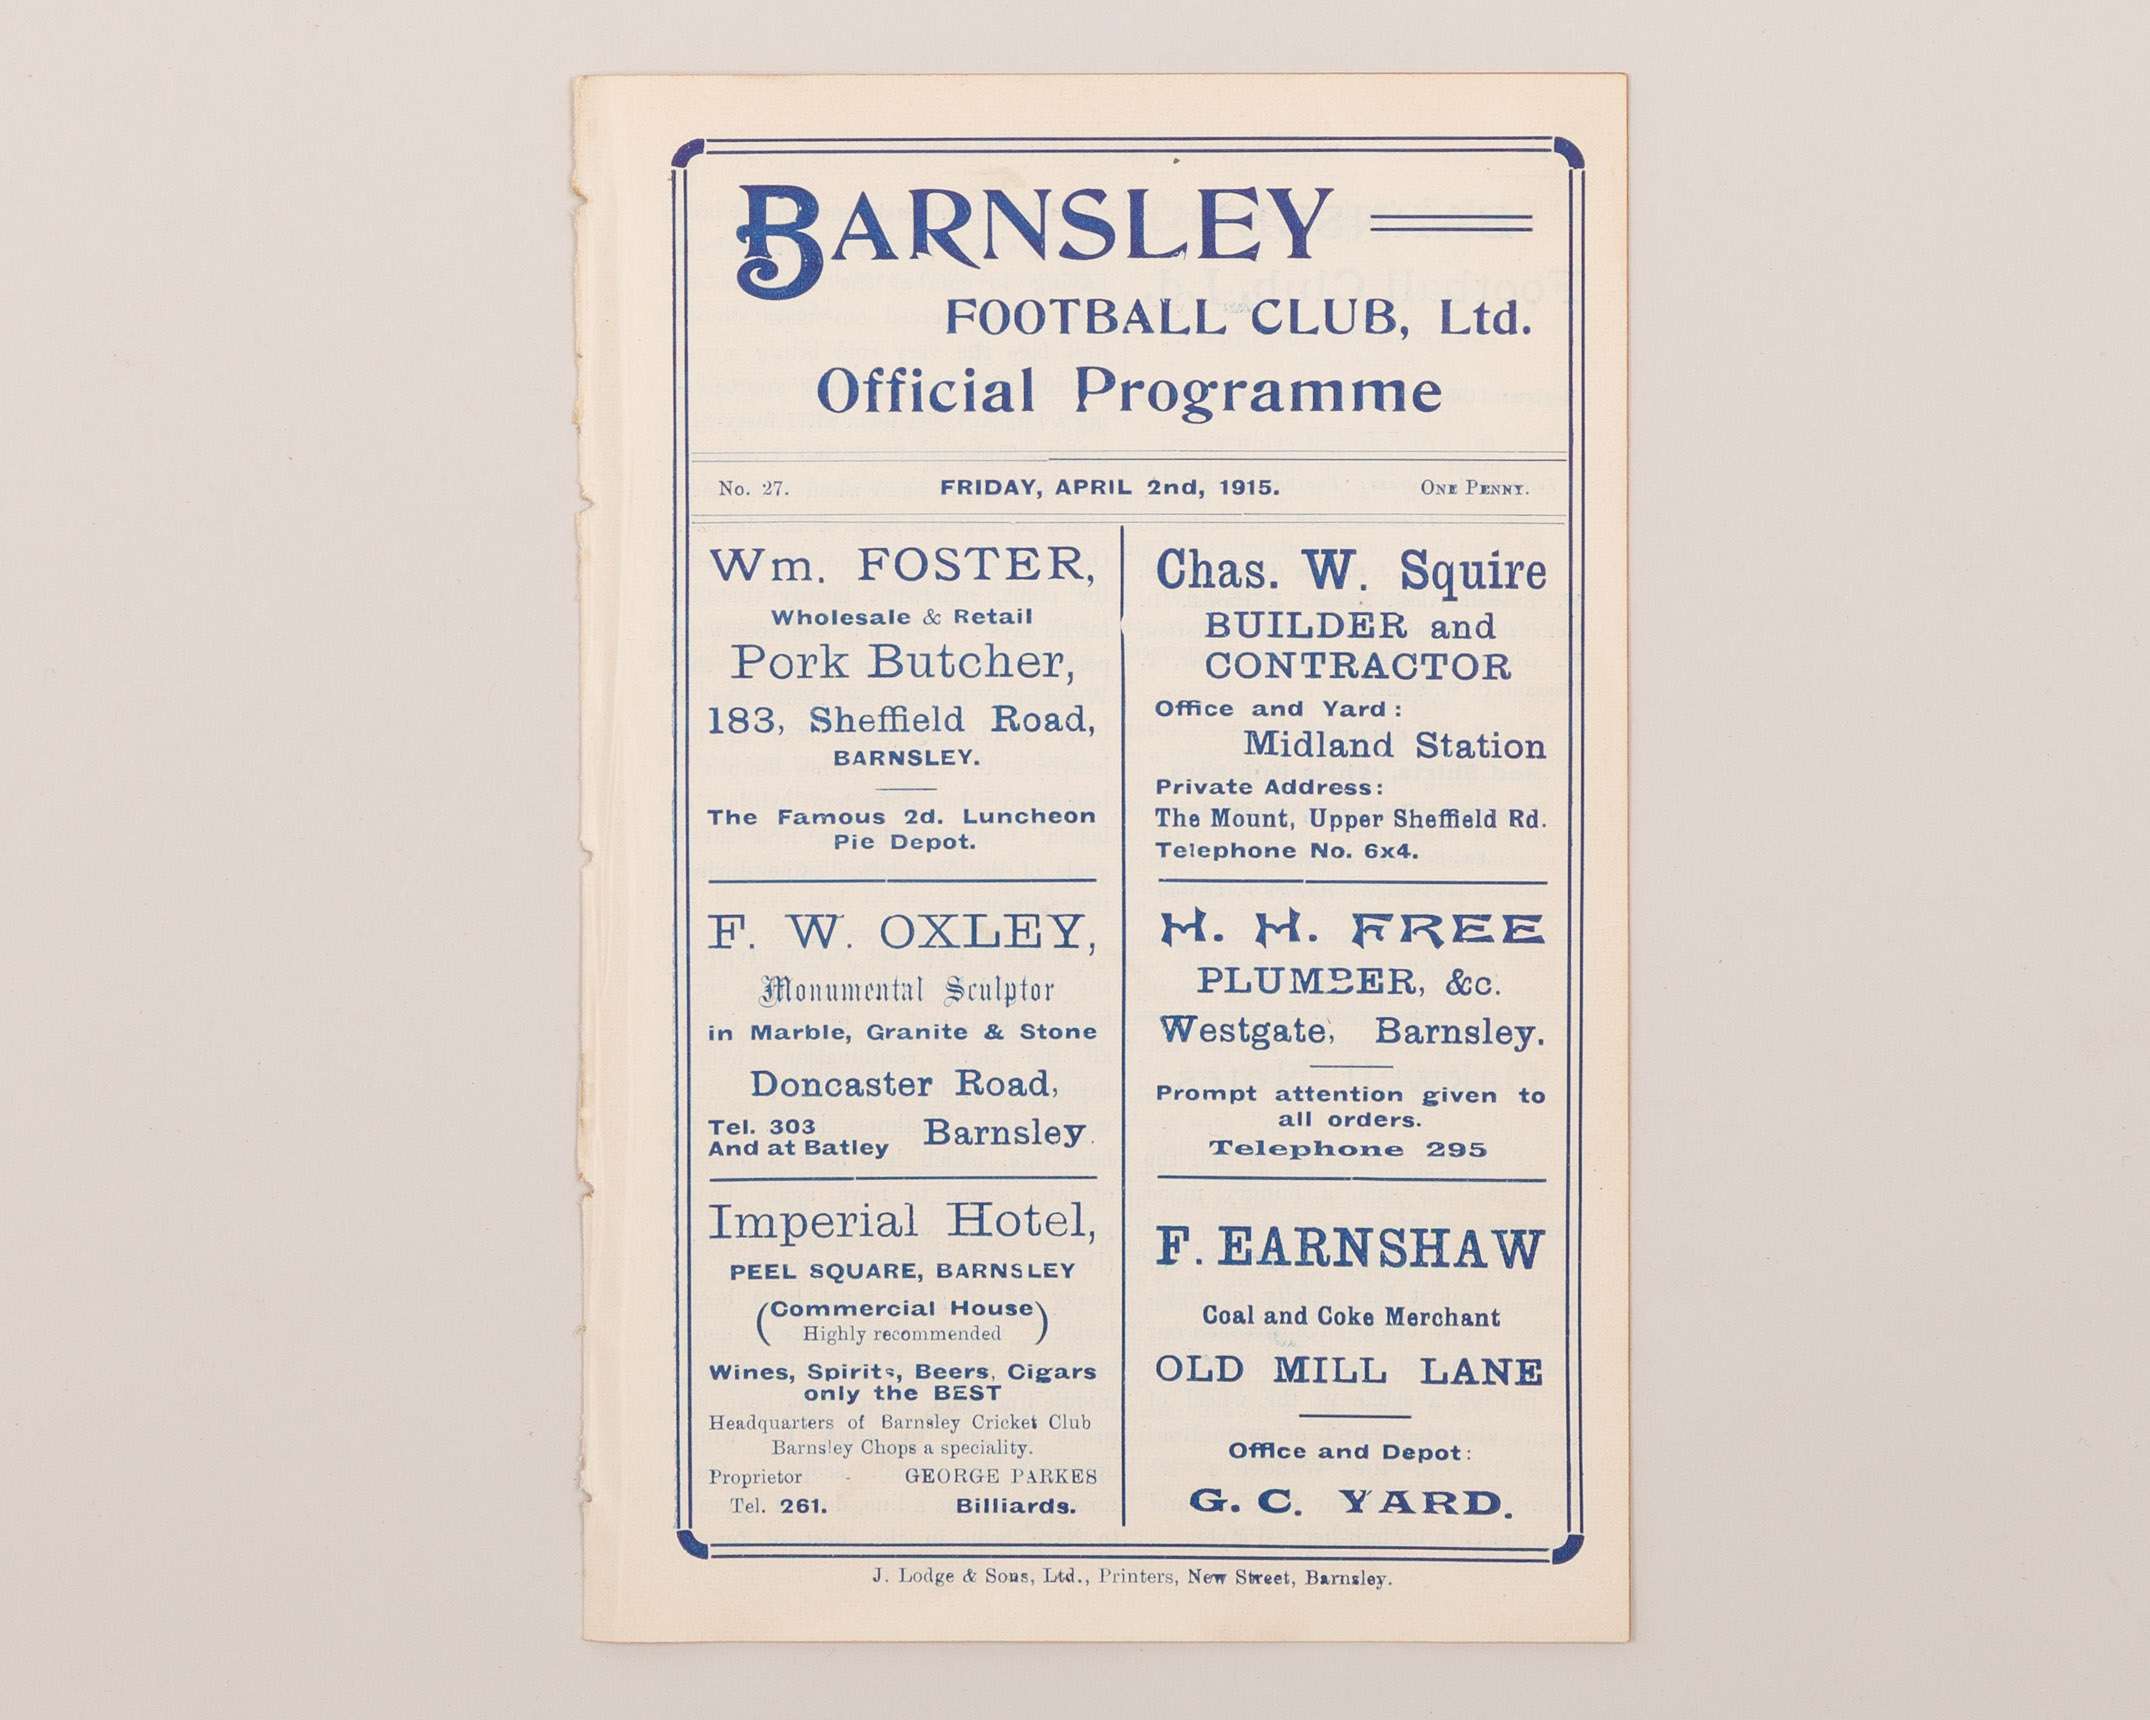 BARNSLEY
FOOTBALL CLUB, Ltd.
Official Programme
No. 27. FRIDAY, APRIL 2nd, 1915. ONE PENNY.
Wm. FOSTER,
Wholesale & Retail
Pork Butcher,
183, Sheffield Road,
BARNSLEY.
The Famous 2d. Luncheon
Pie Depot.
F. W. OXLEY,
Monumental Sculptor
in Marble, Granite & Stone
Doncaster Road,
Tel. 303
And at Batley Barnsley.
Imperial Hotel,
PEEL SQUARE, BARNSLEY
(Commercial House
Highly recommended)
Wines, Spirits, Beers, Cigars
only the BEST
Headquarters of Barnsley Cricket Club
Barnsley Chops a speciality.
Proprietor - GEORGE PARKES
Tel. 261. Billiards.
Chas. W. Squire
BUILDER and
CONTRACTOR
Office and Yard:
Midland Station
Private Address:
The Mount, Upper Sheffield Rd.
Telephone No. 6x4.
H. H. FREE
PLUMBER, &c.
Westgate, Barnsley.
Prompt attention given to
all orders.
Telephone 295
F. EARNSHAW
Coal and Coke Merchant
OLD MILL LANE
Office and Depot:
G. C. YARD.
J. Lodge & Sons, Ltd., Printers, New Street, Barnsley.